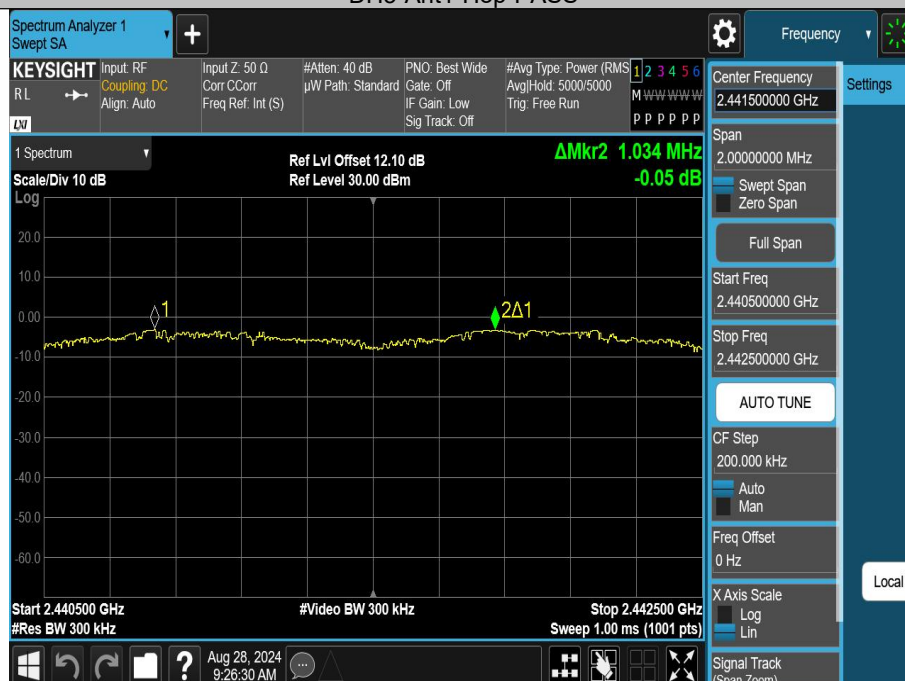 Spectrum Analyzer 1
Swept SA
+
Frequency
KEYSIGHT
RL
LXI
Input: RF
Coupling: DC
Align: Auto
Input Z: 50 Ω
Corr CCorr
Freq Ref: Int (S)
#Atten: 40 dB
µW Path: Standard
PNO: Best Wide
Gate: Off
IF Gain: Low
Sig Track: Off
#Avg Type: Power (RMS
Avg|Hold: 5000/5000
Trig: Free Run
1 2 3 4 5 6
M W W W W W
P P P P P P
1 Spectrum
Scale/Div 10 dB
Log
Ref Lvl Offset 12.10 dB
Ref Level 30.00 dBm
ΔMkr2 1.034 MHz
-0.05 dB
20.0
10.0
0.00
-10.0
-20.0
-30.0
-40.0
-50.0
-60.0
1
2Δ1
Start 2.440500 GHz
#Res BW 300 kHz
#Video BW 300 kHz
Stop 2.442500 GHz
Sweep 1.00 ms (1001 pts)
?
Aug 28, 2024
9:26:30 AM
Center Frequency
2.441500000 GHz
Span
2.00000000 MHz
Swept Span
Zero Span
Full Span
Start Freq
2.440500000 GHz
Stop Freq
2.442500000 GHz
AUTO TUNE
CF Step
200.000 kHz
Auto
Man
Freq Offset
0 Hz
X Axis Scale
Log
Lin
Signal Track
(Span Zoom)
Settings
Local